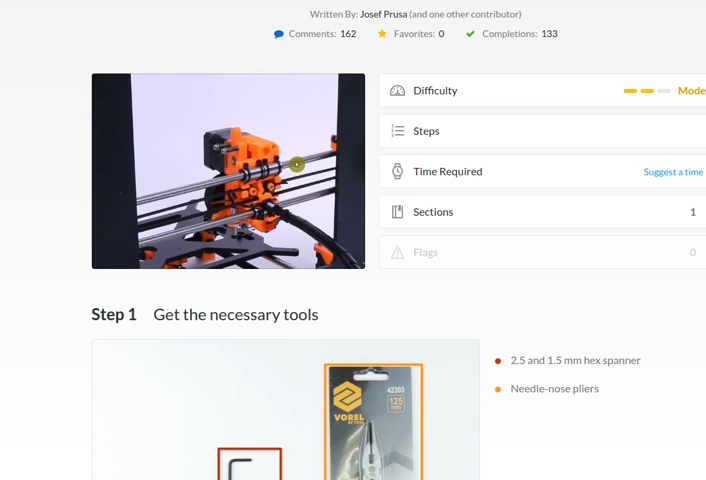 Written By: Josef Prusa (and one other contributor)
Comments: 162 Favorites: 0 Completions: 133
Difficulty Mode
Steps
Time Required Suggest a time
Sections 1
Flags 0
Step 1 Get the necessary tools
2.5 and 1.5 mm hex spanner
Needle-nose pliers
42303
125
mm
VOREL